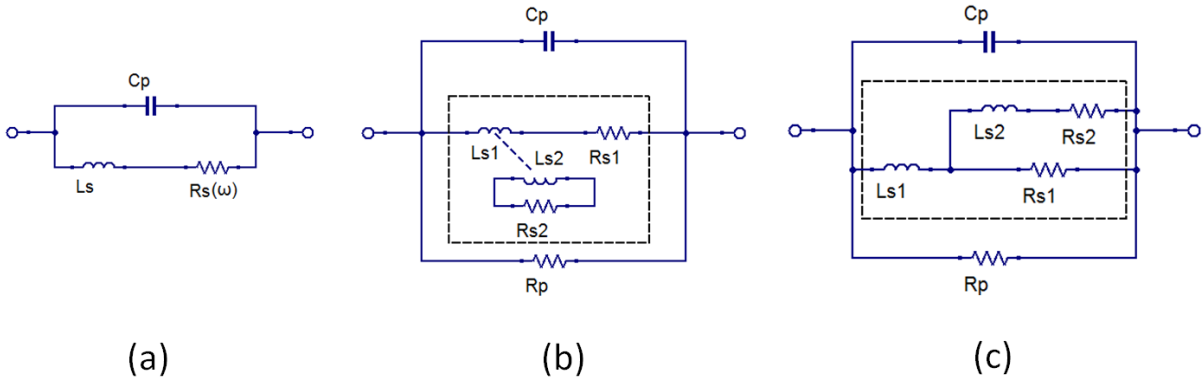 Cp
Ls
Rs(ω)
(a)
Cp
Ls1
Ls2
Rs1
Rs2
Rp
(b)
Cp
Ls2
Rs2
Ls1
Rs1
Rp
(c)